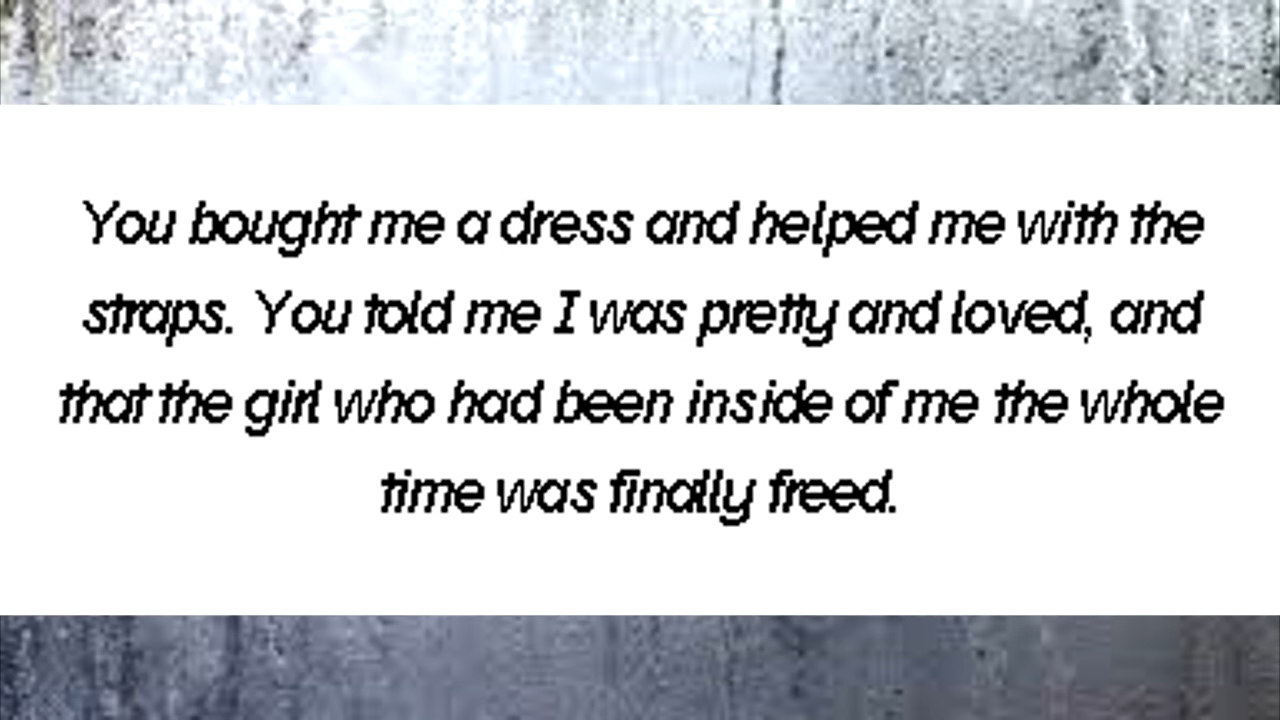 You bought me a dress and helped me with the
straps. You told me I was pretty and loved, and
that the girl who had been inside of me the whole
time was finally freed.